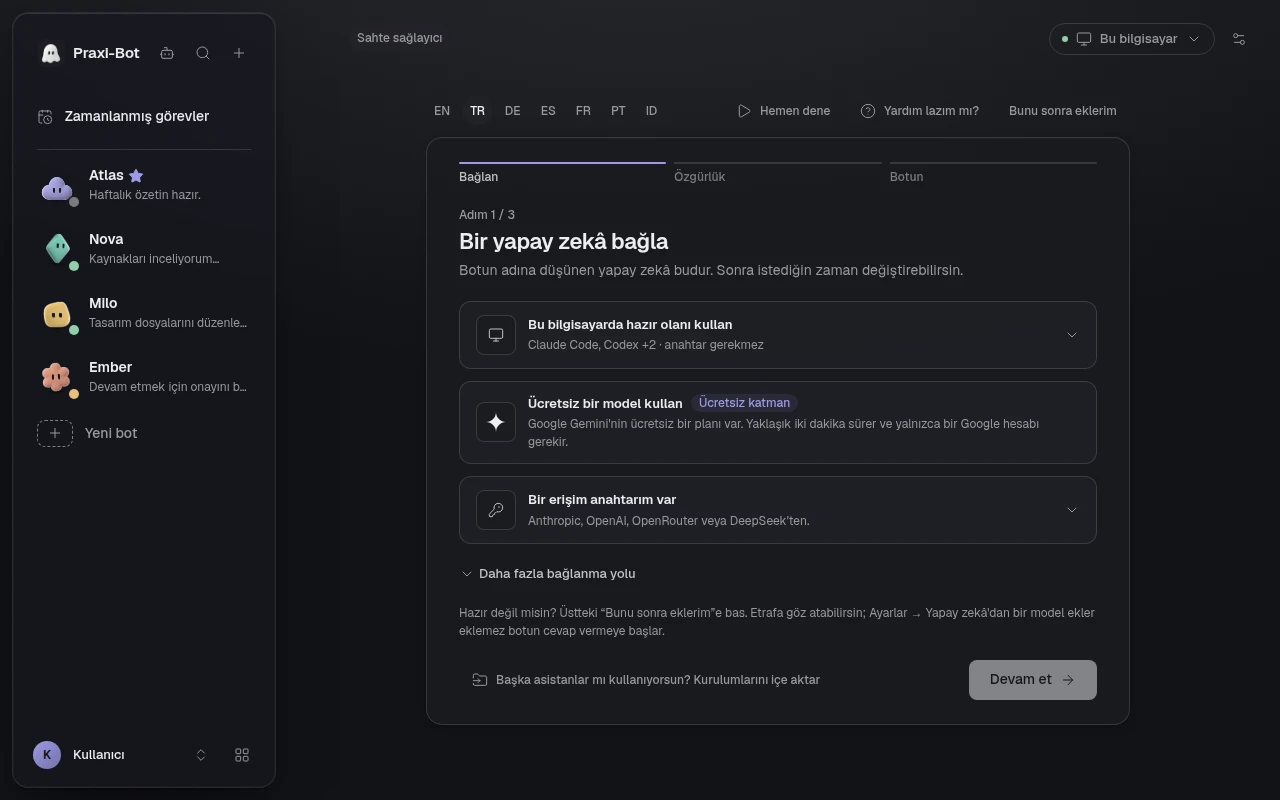 Praxi-Bot
Zamanlanmış görevler
Atlas
Haftalık özetin hazır.
Nova
Kaynakları inceliyorum…
Milo
Tasarım dosyalarını düzenle…
Ember
Devam etmek için onayını b…
Yeni bot
K
Kullanıcı
Sahte sağlayıcı
Bu bilgisayar
EN TR DE ES FR PT ID
Hemen dene
Yardım lazım mı?
Bunu sonra eklerim
Bağlan
Özgürlük
Botun
Adım 1 / 3
Bir yapay zekâ bağla
Botun adına düşünen yapay zekâ budur. Sonra istediğin zaman değiştirebilirsin.
Bu bilgisayarda hazır olanı kullan
Claude Code, Codex +2 · anahtar gerekmez
Ücretsiz bir model kullan Ücretsiz katman
Google Gemini'nin ücretsiz bir planı var. Yaklaşık iki dakika sürer ve yalnızca bir Google hesabı
gerekir.
Bir erişim anahtarım var
Anthropic, OpenAI, OpenRouter veya DeepSeek'ten.
Daha fazla bağlanma yolu
Hazır değil misin? Üstteki “Bunu sonra eklerim”e bas. Etrafa göz atabilirsin; Ayarlar → Yapay zekâ'dan bir model ekler
eklemez botun cevap vermeye başlar.
Başka asistanlar mı kullanıyorsun? Kurulumlarını içe aktar
Devam et →